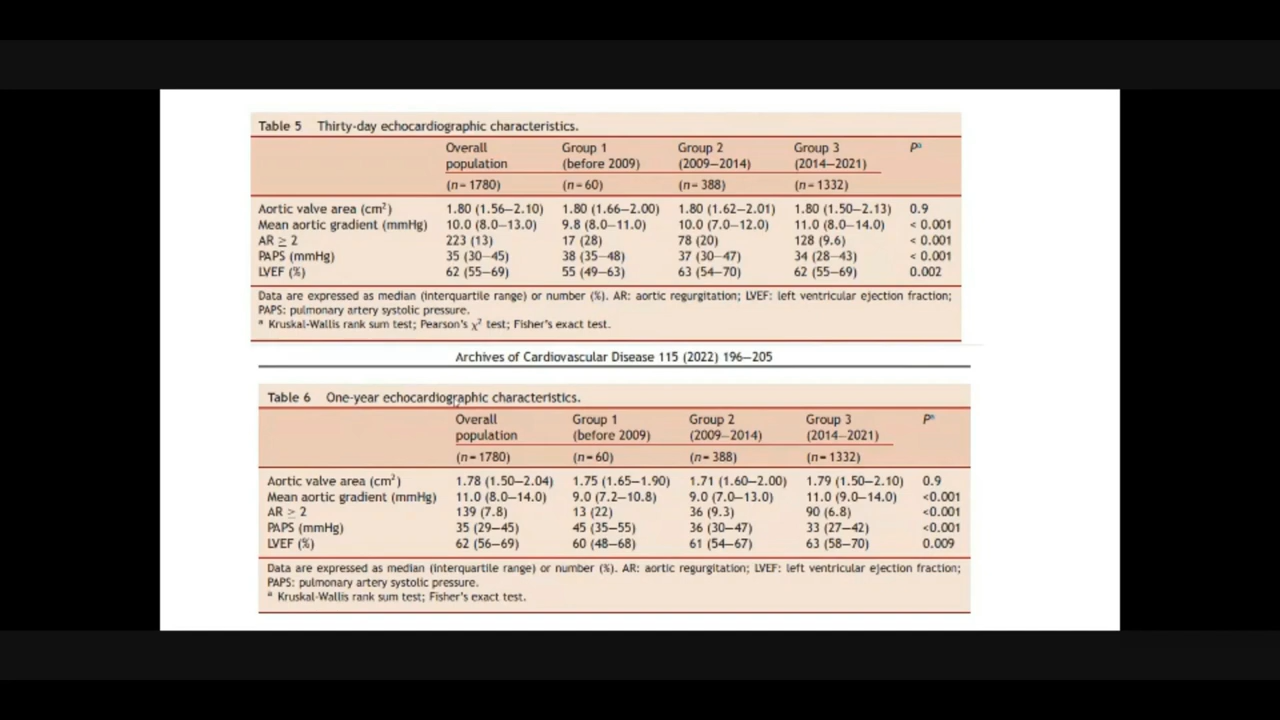 Table 5 Thirty-day echocardiographic characteristics.
Overall population Group 1 (before 2009) Group 2 (2009—2014) Group 3 (2014—2021) Pª
(n = 1780) (n = 60) (n = 388) (n = 1332)
Aortic valve area (cm²) 1.80 (1.56—2.10) 1.80 (1.66—2.00) 1.80 (1.62—2.01) 1.80 (1.50—2.13) 0.9
Mean aortic gradient (mmHg) 10.0 (8.0—13.0) 9.8 (8.0—11.0) 10.0 (7.0—12.0) 11.0 (8.0—14.0) < 0.001
AR ≥ 2 223 (13) 17 (28) 78 (20) 128 (9.6) < 0.001
PAPS (mmHg) 35 (30—45) 38 (35—48) 37 (30—47) 34 (28—43) < 0.001
LVEF (%) 62 (55—69) 55 (49—63) 63 (54—70) 62 (55—69) 0.002
Data are expressed as median (interquartile range) or number (%). AR: aortic regurgitation; LVEF: left ventricular ejection fraction;
PAPS: pulmonary artery systolic pressure.
ª Kruskal-Wallis rank sum test; Pearson's χ² test; Fisher's exact test.
Archives of Cardiovascular Disease 115 (2022) 196—205
Table 6 One-year echocardiographic characteristics.
Overall population Group 1 (before 2009) Group 2 (2009—2014) Group 3 (2014—2021) Pª
(n = 1780) (n = 60) (n = 388) (n = 1332)
Aortic valve area (cm²) 1.78 (1.50—2.04) 1.75 (1.65—1.90) 1.71 (1.60—2.00) 1.79 (1.50—2.10) 0.9
Mean aortic gradient (mmHg) 11.0 (8.0—14.0) 9.0 (7.2—10.8) 9.0 (7.0—13.0) 11.0 (9.0—14.0) <0.001
AR ≥ 2 139 (7.8) 13 (22) 36 (9.3) 90 (6.8) <0.001
PAPS (mmHg) 35 (29—45) 45 (35—55) 36 (30—47) 33 (27—42) <0.001
LVEF (%) 62 (56—69) 60 (48—68) 61 (54—67) 63 (58—70) 0.009
Data are expressed as median (interquartile range) or number (%). AR: aortic regurgitation; LVEF: left ventricular ejection fraction;
PAPS: pulmonary artery systolic pressure.
ª Kruskal-Wallis rank sum test; Fisher's exact test.